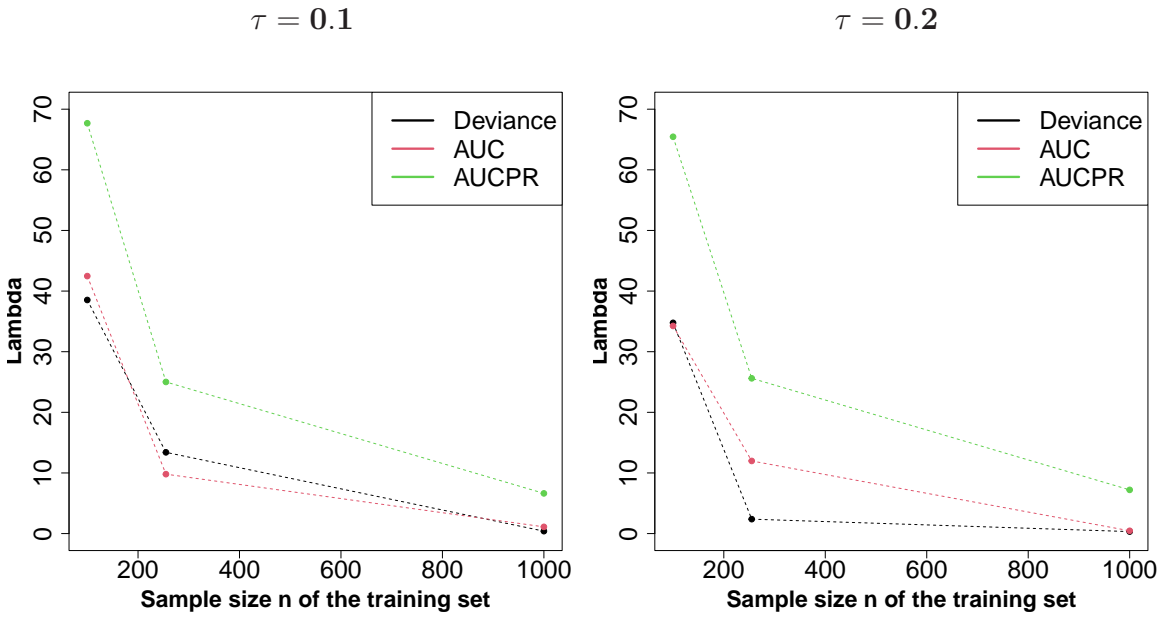 τ = 0.1
70
60
50
40
30
20
10
0
Lambda
Deviance
AUC
AUCPR
200 400 600 800 1000
Sample size n of the training set
τ = 0.2
70
60
50
40
30
20
10
0
Lambda
Deviance
AUC
AUCPR
200 400 600 800 1000
Sample size n of the training set